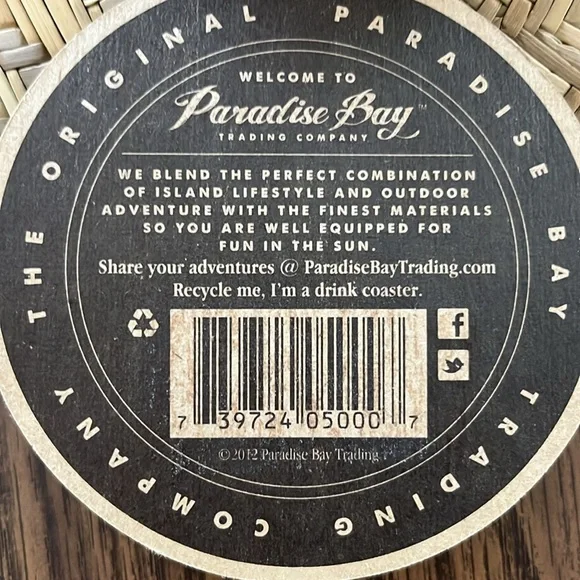 THE ORIGINAL PARADISE BAY TRADING COMPANY
WELCOME TO
Paradise Bay™
TRADING COMPANY
WE BLEND THE PERFECT COMBINATION
OF ISLAND LIFESTYLE AND OUTDOOR
ADVENTURE WITH THE FINEST MATERIALS
SO YOU ARE WELL EQUIPPED FOR
FUN IN THE SUN.
Share your adventures @ ParadiseBayTrading.com
Recycle me, I'm a drink coaster.
f
7 39724 05000 7
©2012 Paradise Bay Trading